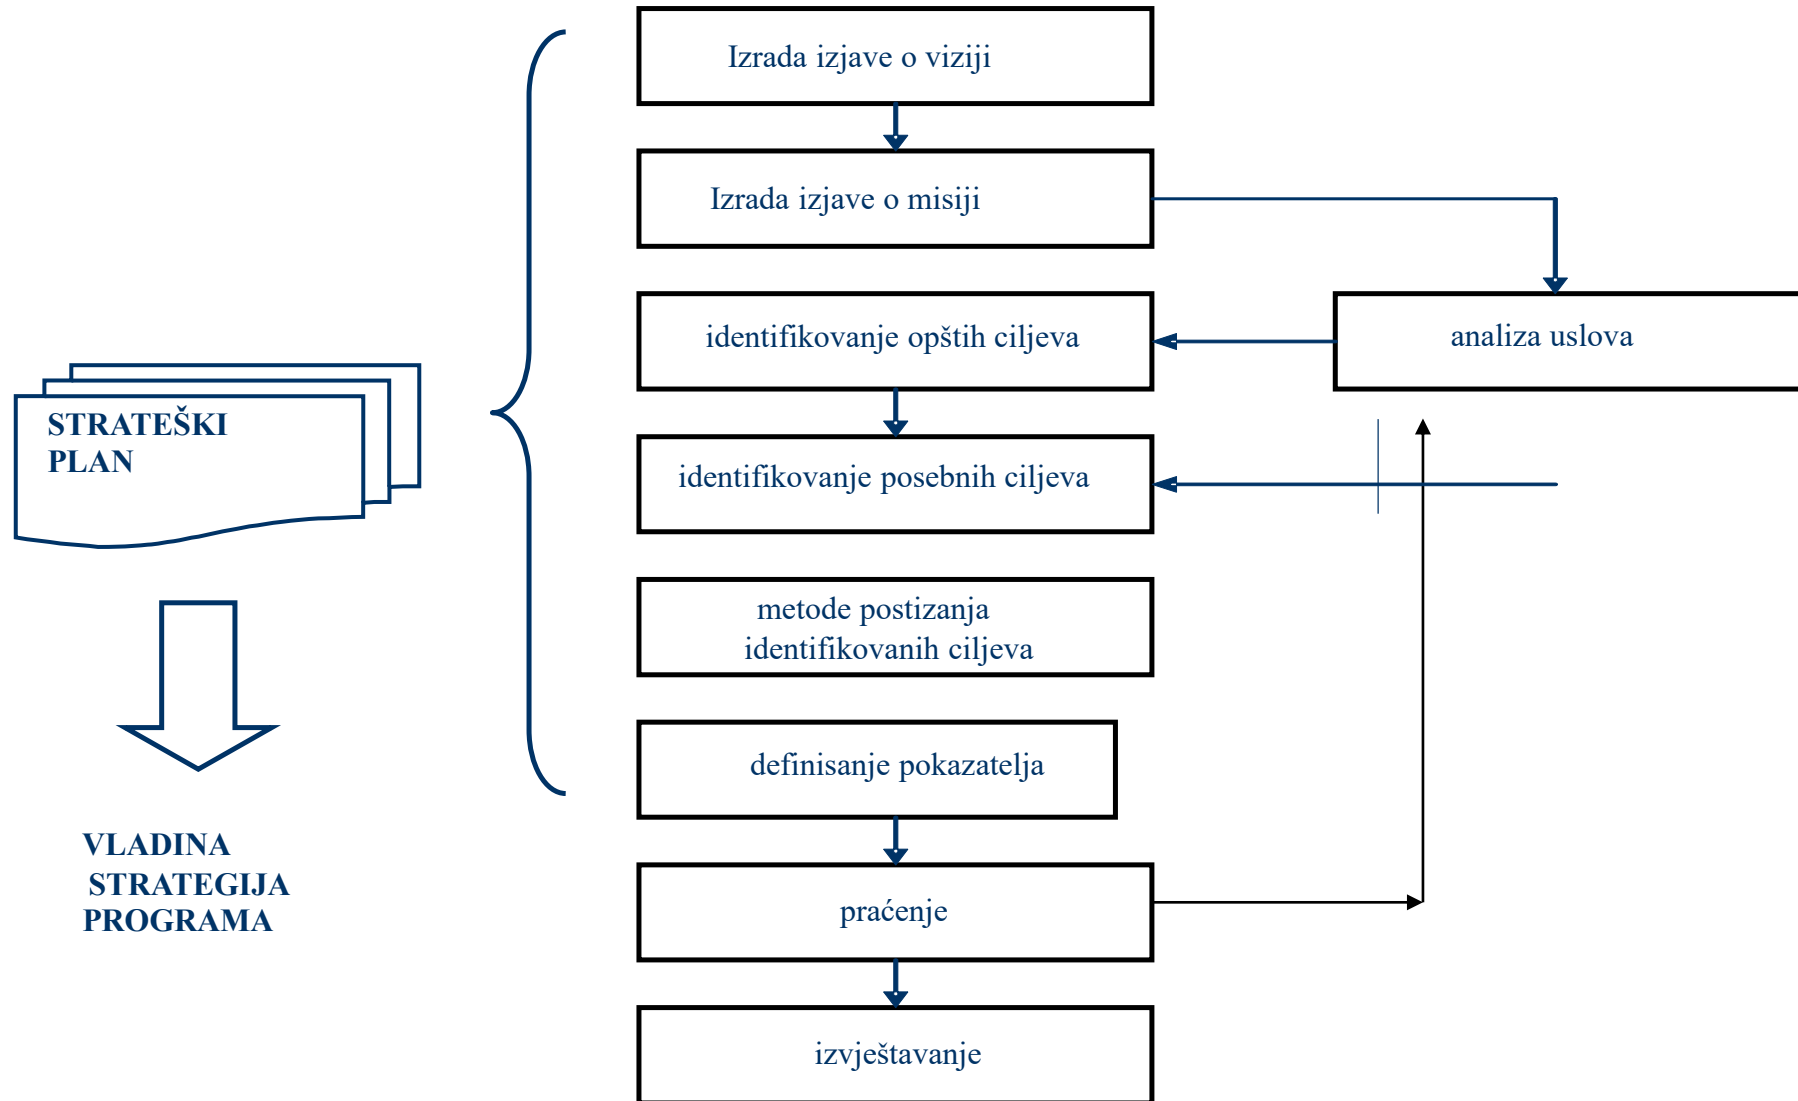 Izrada izjave o viziji
Izrada izjave o misiji
identifikovanje opštih ciljeva
analiza uslova
STRATEŠKI
PLAN
identifikovanje posebnih ciljeva
metode postizanja
identifikovanih ciljeva
definisanje pokazatelja
VLADINA
STRATEGIJA
PROGRAMA
praćenje
izvještavanje